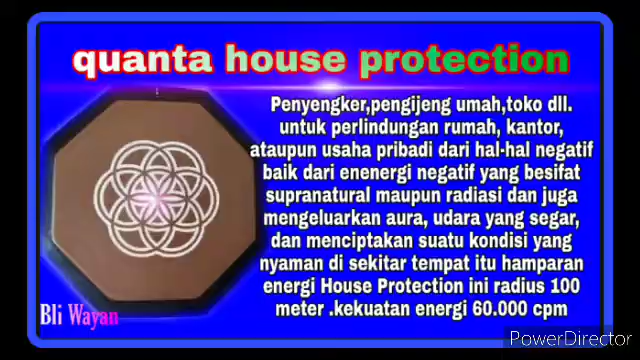 quanta house protection
Penyengker,pengijeng umah,toko dll.
untuk perlindungan rumah, kantor,
ataupun usaha pribadi dari hal-hal negatif
baik dari enenergi negatif yang besifat
supranatural maupun radiasi dan juga
mengeluarkan aura, udara yang segar,
dan menciptakan suatu kondisi yang
nyaman di sekitar tempat itu hamparan
energi House Protection ini radius 100
meter .kekuatan energi 60.000 cpm
Bli Wayan
PowerDirector